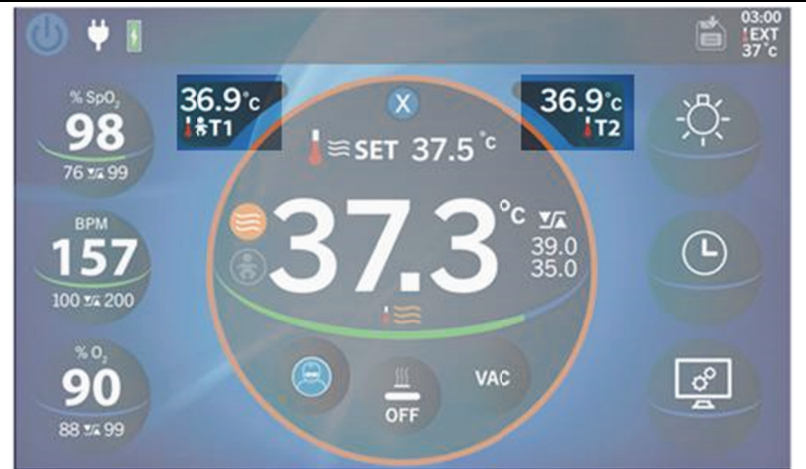 03:00
EXT
37°c
% SpO₂
98
76 99
BPM
157
100 200
% O₂
90
88 99
36.9°c
T1
X
36.9°c
T2
SET 37.5°c
37.3°c
39.0
35.0
OFF
VAC